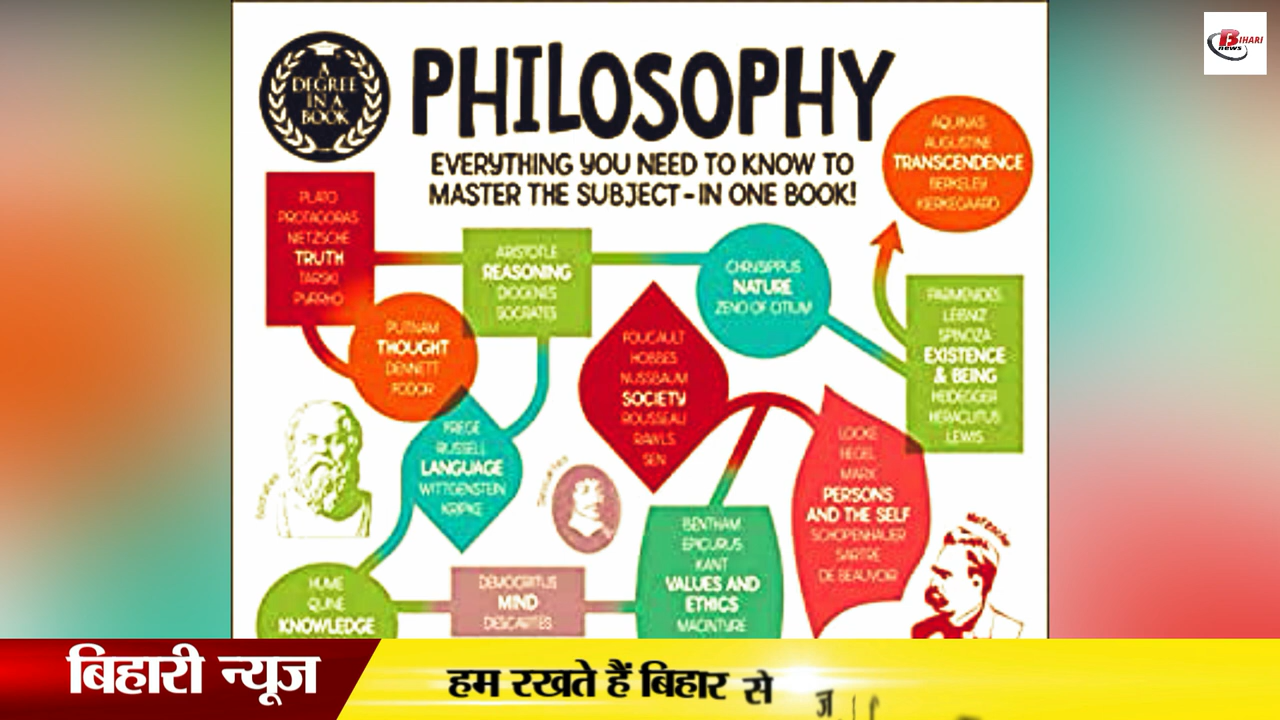 BIHARI
news
A
DEGREE
IN A
BOOK
PHILOSOPHY
EVERYTHING YOU NEED TO KNOW TO
MASTER THE SUBJECT-IN ONE BOOK!
AQUINAS
AUGUSTINE
TRANSCENDENCE
BERKELEY
KIERKEGAARD
PLATO
PROTAGORAS
NIETZSCHE
TRUTH
TARSKI
PYRRHO
ARISTOTLE
REASONING
DIOGENES
SOCRATES
CHRYSIPPUS
NATURE
ZENO OF CITIUM
PARMENIDES
LEIBNIZ
SPINOZA
EXISTENCE
& BEING
HEIDEGGER
HERACLITUS
LEWIS
PUTNAM
THOUGHT
DENNETT
FODOR
FOUCAULT
HOBBES
NUSSBAUM
SOCIETY
ROUSSEAU
RAWLS
SEN
FREGE
RUSSELL
LANGUAGE
WITTGENSTEIN
KRIPKE
LOCKE
HEGEL
MARX
PERSONS
AND THE SELF
SCHOPENHAUER
SARTRE
DE BEAUVOIR
SOCRATES
DESCARTES
NIETZSCHE
BENTHAM
EPICURUS
KANT
VALUES AND
ETHICS
MACINTYRE
HUME
QUINE
KNOWLEDGE
DEMOCRITUS
MIND
DESCARTES
बिहारी न्यूज
हम रखते हैं बिहार से